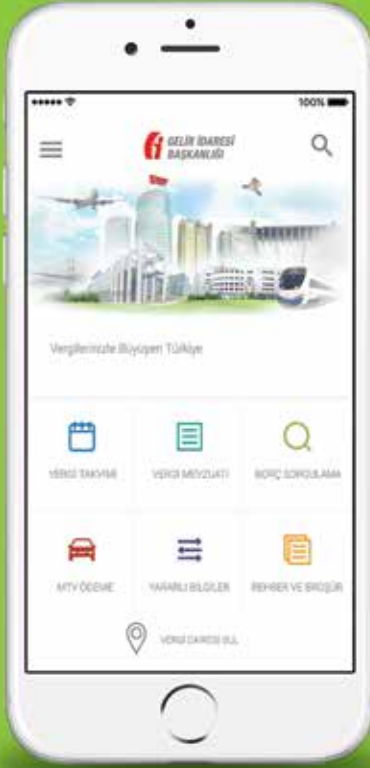 100%
GELİR İDARESİ
BAŞKANLIĞI
Vergilerinizle Büyüyen Türkiye
VERGİ TAKVİMİ
VERGİ MEVZUATI
BORÇ SORGULAMA
MTV ÖDEME
YARARLI BİLGİLER
REHBER VE BROŞÜR
VERGİ DAİRESİ BUL